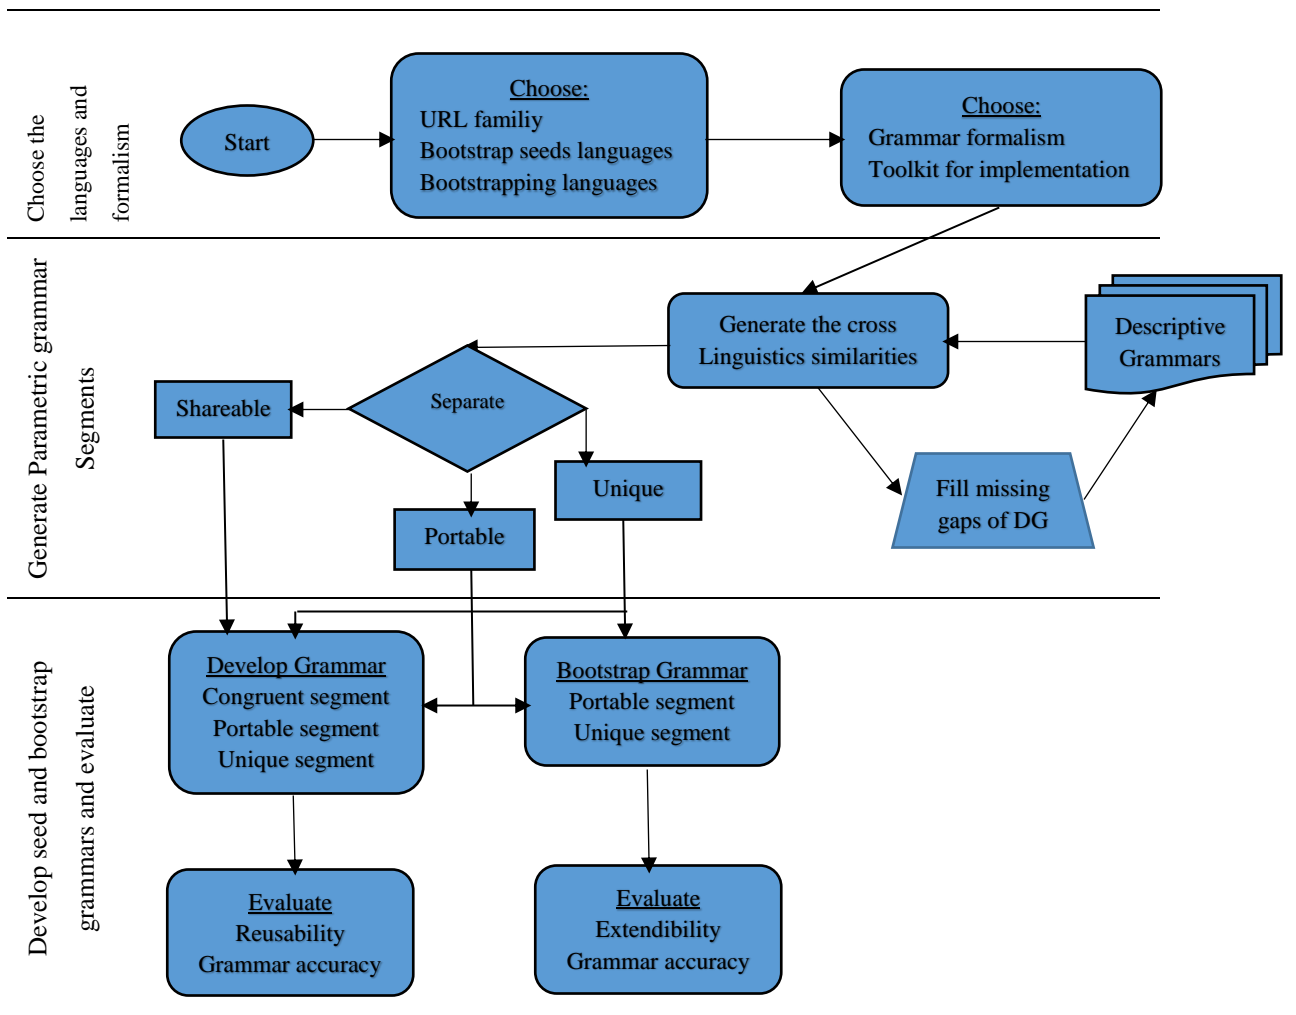 Choose the
languages and
formalism
Start
Choose:
URL familiy
Bootstrap seeds languages
Bootstrapping languages
Choose:
Grammar formalism
Toolkit for implementation
Generate Parametric grammar
Segments
Generate the cross
Linguistics similarities
Descriptive
Grammars
Separate
Shareable
Unique
Portable
Fill missing
gaps of DG
Develop seed and bootstrap
grammars and evaluate
Develop Grammar
Congruent segment
Portable segment
Unique segment
Bootstrap Grammar
Portable segment
Unique segment
Evaluate
Reusability
Grammar accuracy
Evaluate
Extendibility
Grammar accuracy